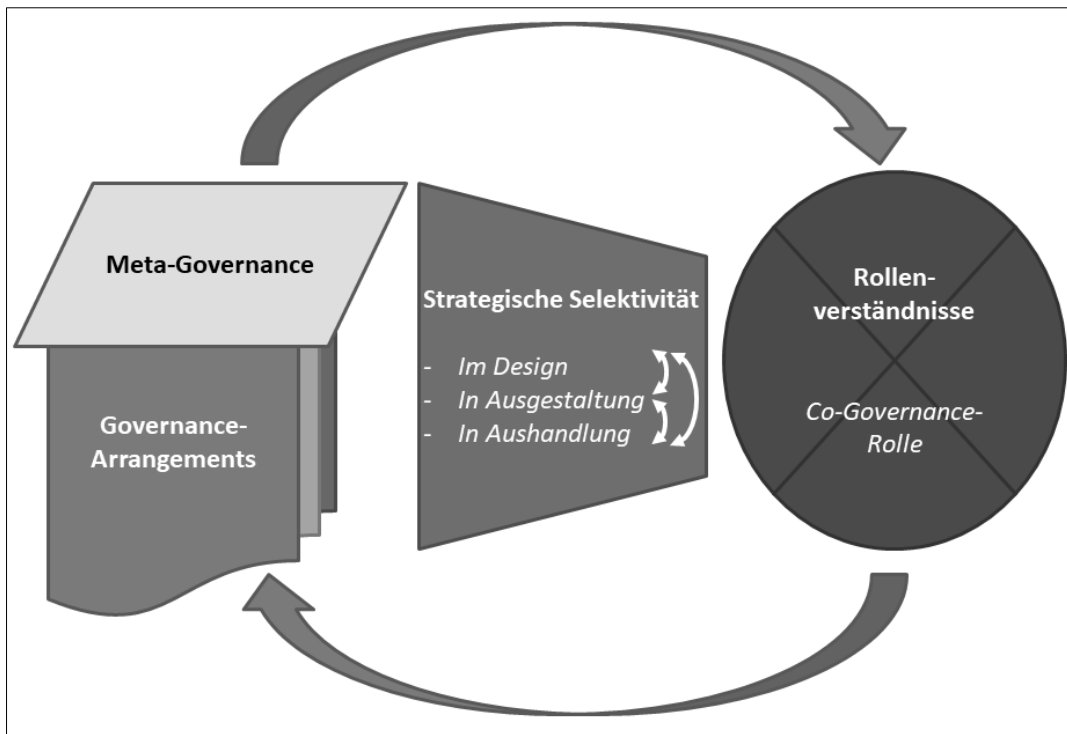 Meta-Governance
Governance-
Arrangements
Strategische Selektivität
- Im Design
- In Ausgestaltung
- In Aushandlung
Rollen-
verständnisse
Co-Governance-
Rolle